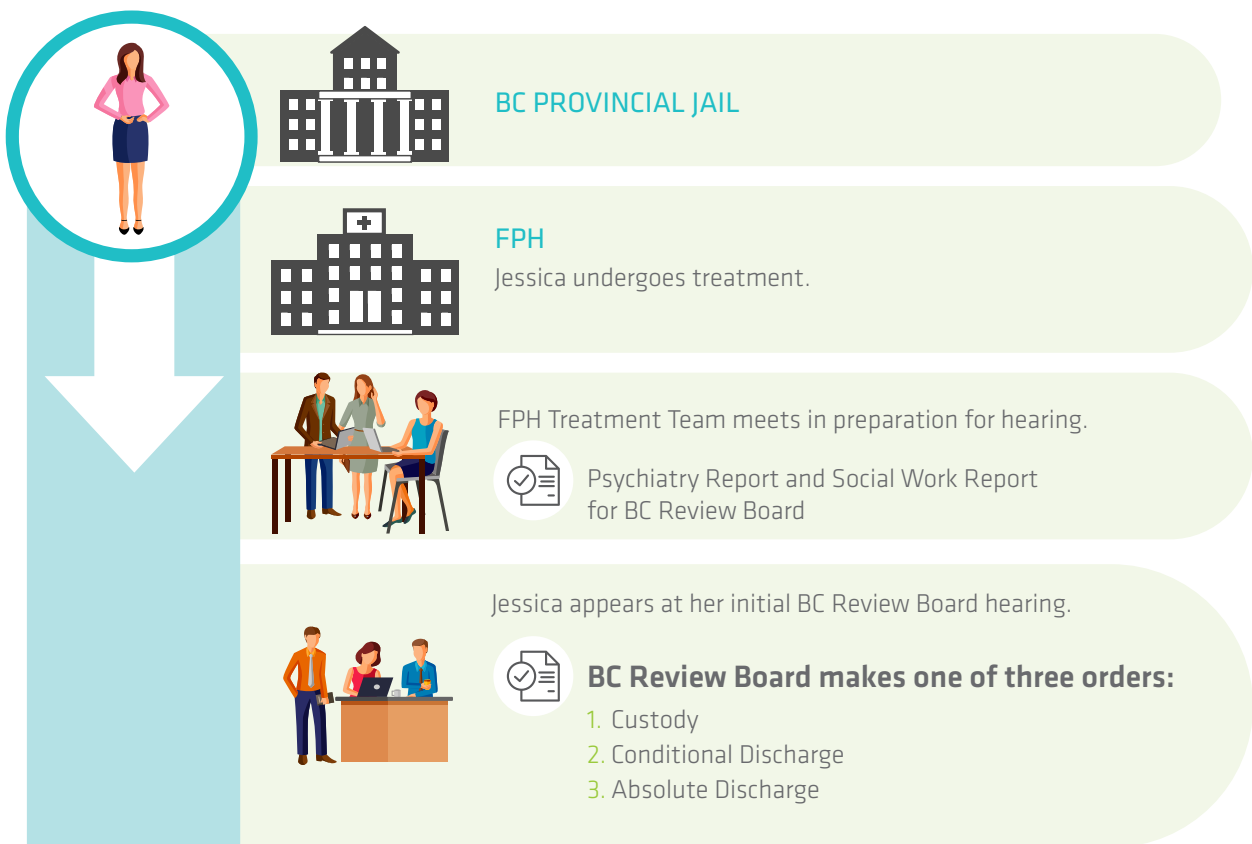 BC PROVINCIAL JAIL
FPH
Jessica undergoes treatment.
FPH Treatment Team meets in preparation for hearing.
Psychiatry Report and Social Work Report
for BC Review Board
Jessica appears at her initial BC Review Board hearing.
BC Review Board makes one of three orders:
1. Custody
2. Conditional Discharge
3. Absolute Discharge